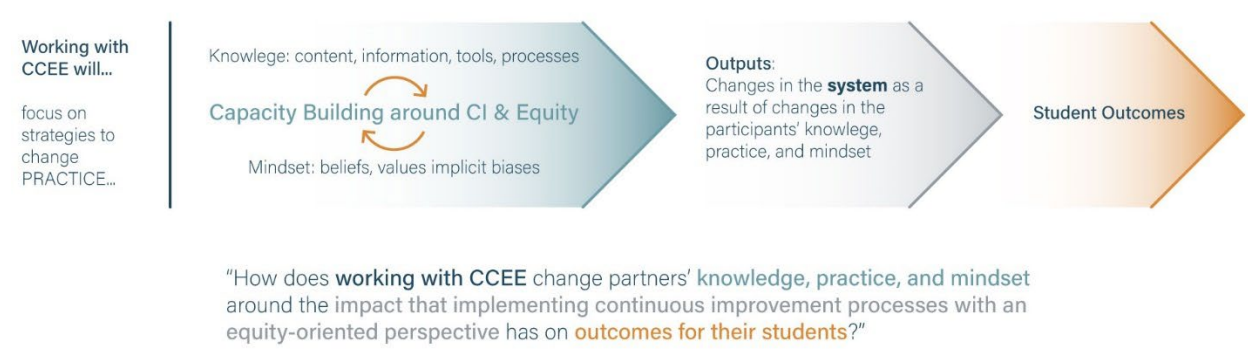 Working with
CCEE will...
focus on
strategies to
change
PRACTICE...
Knowlege: content, information, tools, processes
Capacity Building around CI & Equity
Mindset: beliefs, values implicit biases
Outputs:
Changes in the system as a
result of changes in the
participants’ knowlege,
practice, and mindset
Student Outcomes
“How does working with CCEE change partners’ knowledge, practice, and mindset
around the impact that implementing continuous improvement processes with an
equity-oriented perspective has on outcomes for their students?”